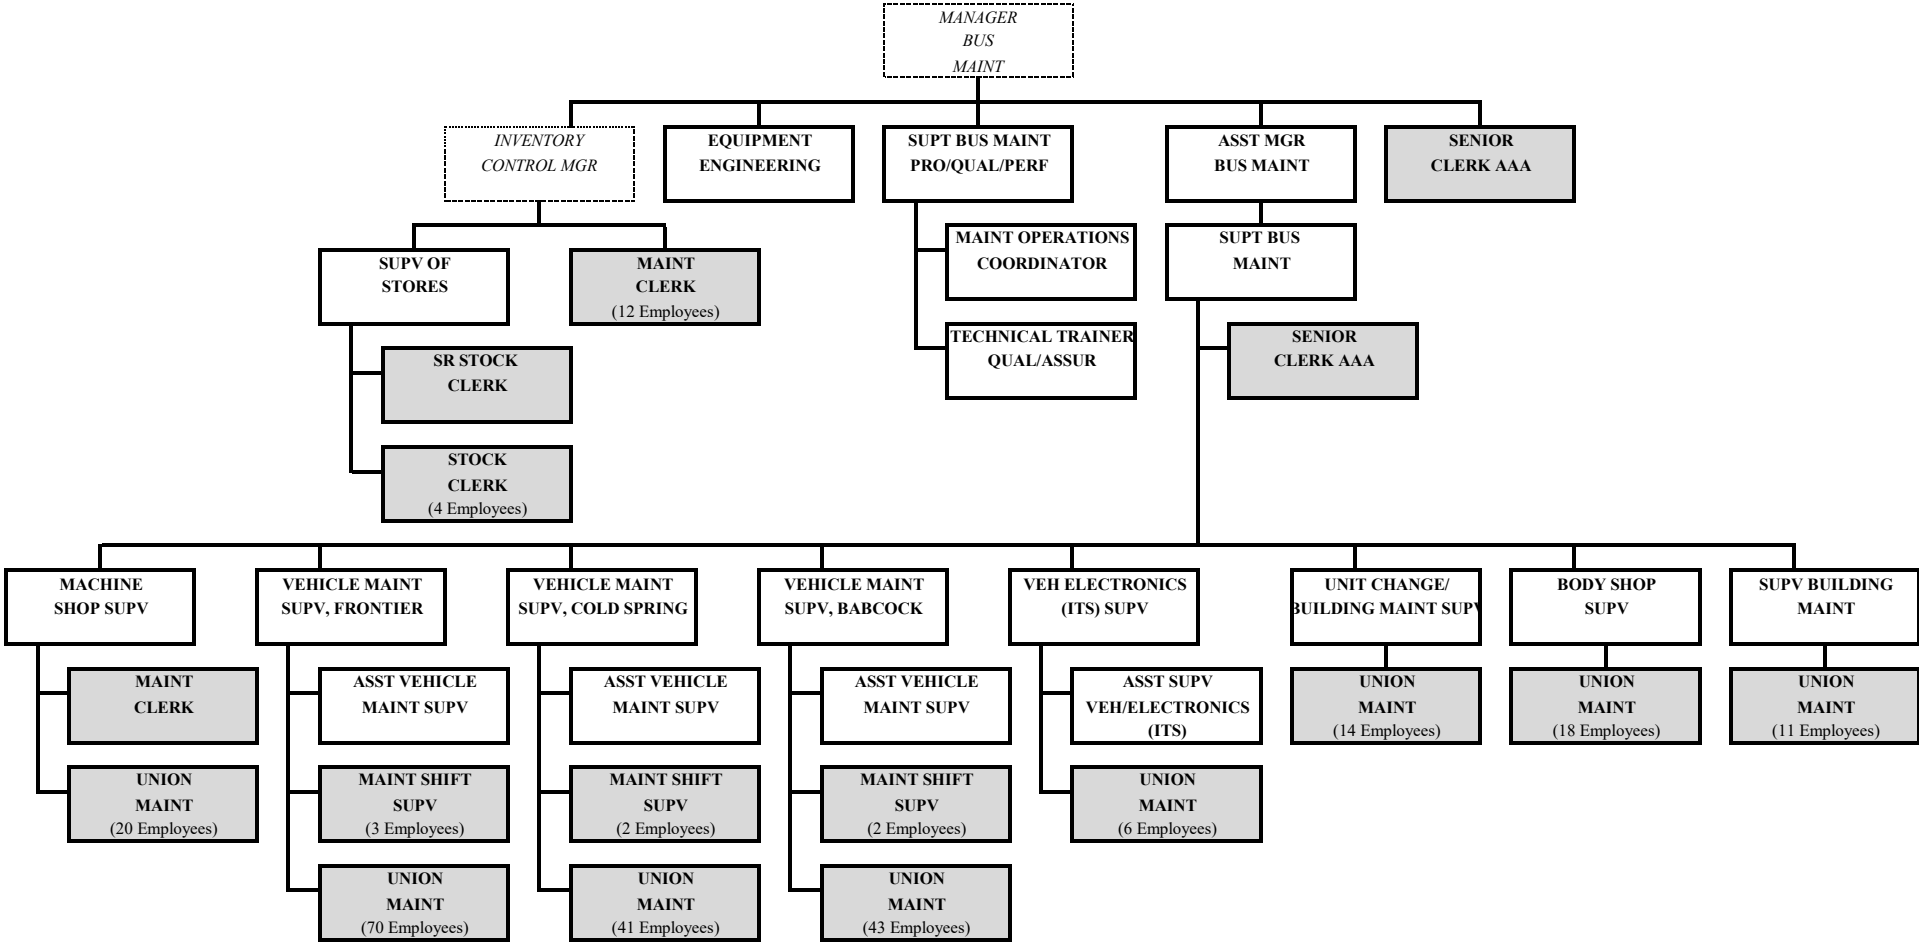 MANAGER
BUS
MAINT
INVENTORY
CONTROL MGR
EQUIPMENT
ENGINEERING
SUPT BUS MAINT
PRO/QUAL/PERF
ASST MGR
BUS MAINT
SENIOR
CLERK AAA
SUPV OF
STORES
MAINT
CLERK
(12 Employees)
MAINT OPERATIONS
COORDINATOR
SUPT BUS
MAINT
SR STOCK
CLERK
TECHNICAL TRAINER
QUAL/ASSUR
SENIOR
CLERK AAA
STOCK
CLERK
(4 Employees)
MACHINE
SHOP SUPV
VEHICLE MAINT
SUPV, FRONTIER
VEHICLE MAINT
SUPV, COLD SPRING
VEHICLE MAINT
SUPV, BABCOCK
VEH ELECTRONICS
(ITS) SUPV
UNIT CHANGE/
BUILDING MAINT SUPV
BODY SHOP
SUPV
SUPV BUILDING
MAINT
MAINT
CLERK
ASST VEHICLE
MAINT SUPV
ASST VEHICLE
MAINT SUPV
ASST VEHICLE
MAINT SUPV
ASST SUPV
VEH/ELECTRONICS
(ITS)
UNION
MAINT
(14 Employees)
UNION
MAINT
(18 Employees)
UNION
MAINT
(11 Employees)
UNION
MAINT
(20 Employees)
MAINT SHIFT
SUPV
(3 Employees)
MAINT SHIFT
SUPV
(2 Employees)
MAINT SHIFT
SUPV
(2 Employees)
UNION
MAINT
(6 Employees)
UNION
MAINT
(70 Employees)
UNION
MAINT
(41 Employees)
UNION
MAINT
(43 Employees)